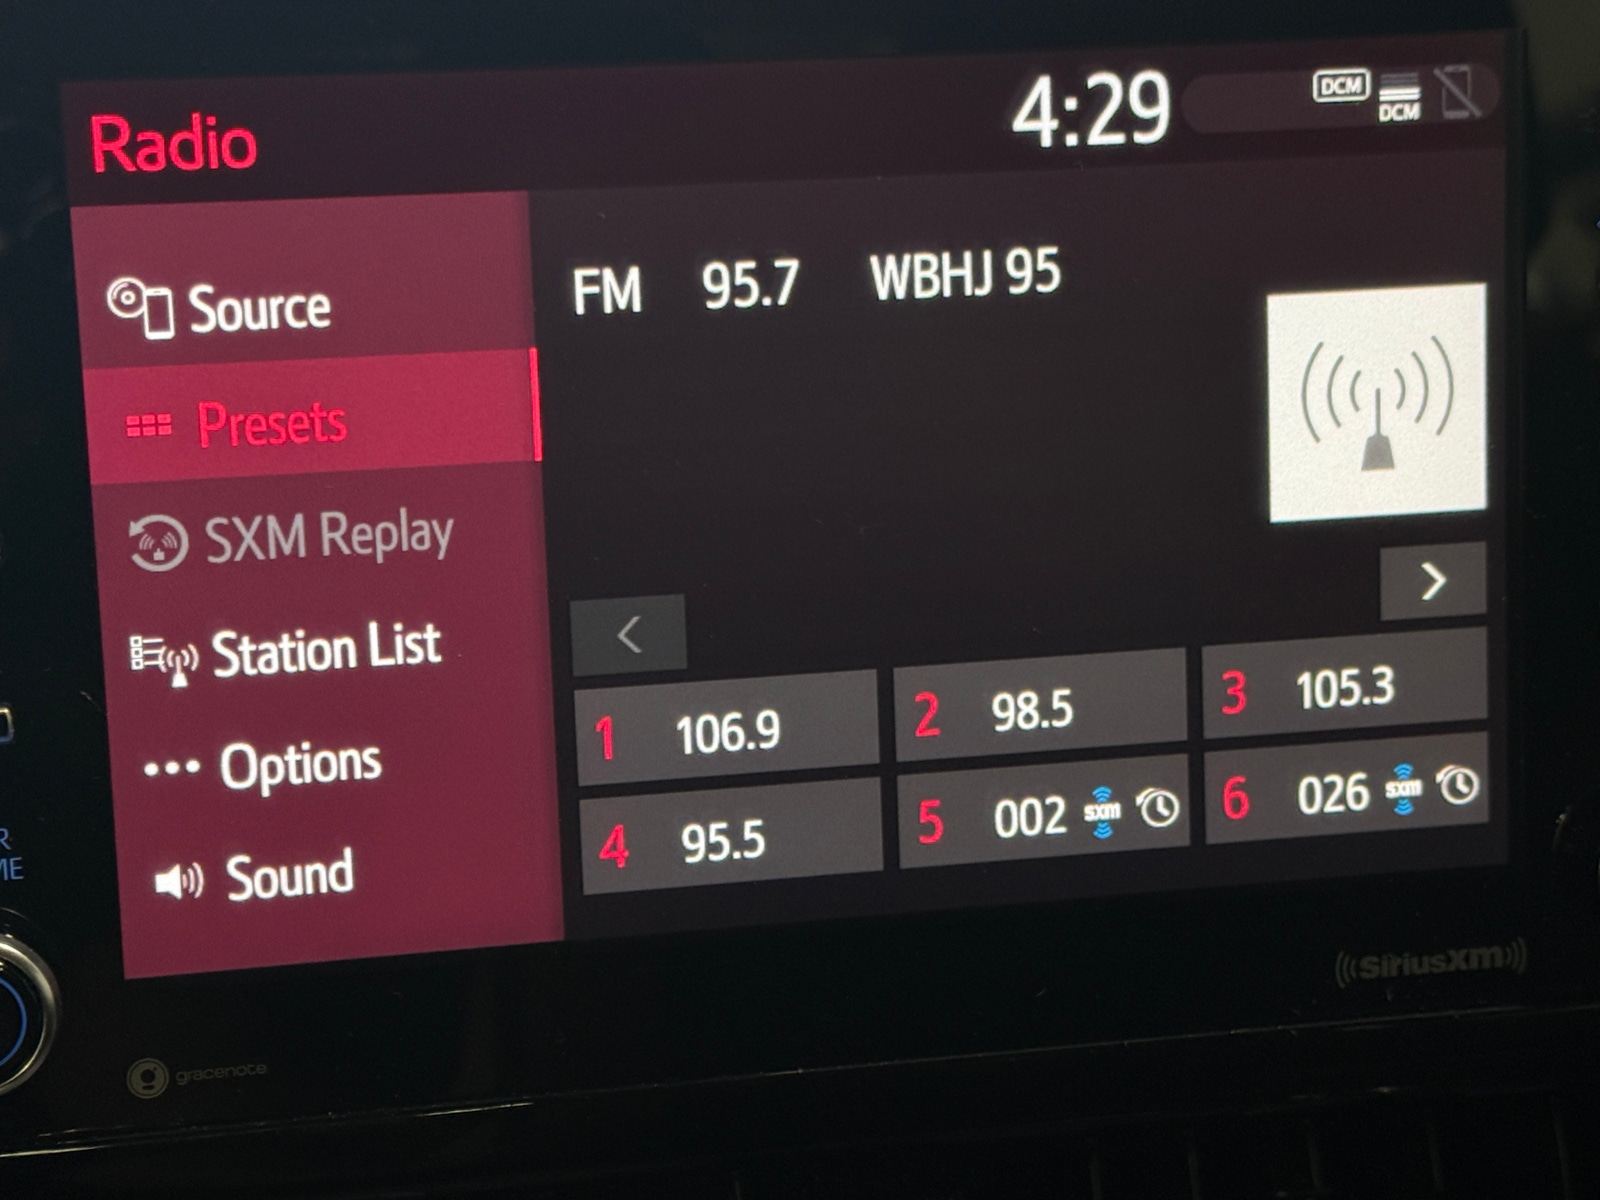 Radio
4:29
DCM
DCM
Source
Presets
SXM Replay
Station List
Options
Sound
FM 95.7 WBHJ 95
1 106.9
2 98.5
3 105.3
4 95.5
5 002 sxm
6 026 sxm
SiriusXM
gracenote